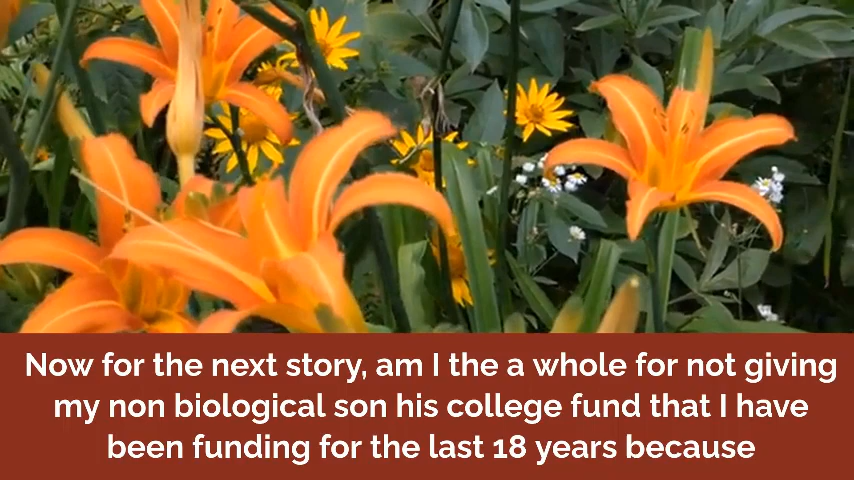 Now for the next story, am I the a whole for not giving
my non biological son his college fund that I have
been funding for the last 18 years because